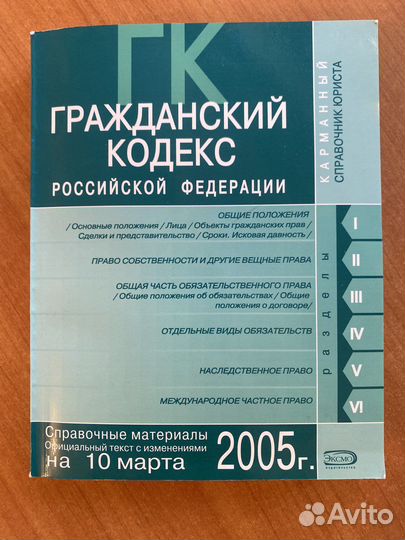 ГК
ГРАЖДАНСКИЙ
КОДЕКС
РОССИЙСКОЙ ФЕДЕРАЦИИ
КАРМАННЫЙ
СПРАВОЧНИК ЮРИСТА
ОБЩИЕ ПОЛОЖЕНИЯ
/ Основные положения / Лица / Объекты гражданских прав /
Сделки и представительство / Сроки. Исковая давность /
I
ПРАВО СОБСТВЕННОСТИ И ДРУГИЕ ВЕЩНЫЕ ПРАВА
II
ОБЩАЯ ЧАСТЬ ОБЯЗАТЕЛЬСТВЕННОГО ПРАВА
/ Общие положения об обязательствах / Общие
положения о договоре/
III
ОТДЕЛЬНЫЕ ВИДЫ ОБЯЗАТЕЛЬСТВ
IV
НАСЛЕДСТВЕННОЕ ПРАВО
V
МЕЖДУНАРОДНОЕ ЧАСТНОЕ ПРАВО
VI
разделы
Справочные материалы
Официальный текст с изменениями
на 10 марта 2005г.
ЭКСМО
издательство
Avito